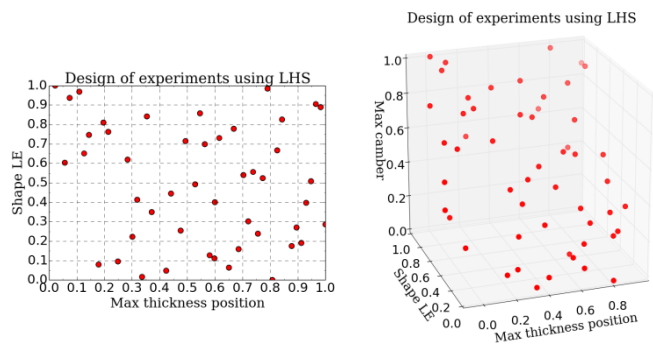 Design of experiments using LHS
1.0
0.9
0.8
0.7
0.6
0.5
0.4
0.3
0.2
0.1
0.0
Shape LE
0.0 0.1 0.2 0.3 0.4 0.5 0.6 0.7 0.8 0.9 1.0
Max thickness position
Design of experiments using LHS
1.0
0.8
0.6
0.4
0.2
0.0
Max camber
1.0
0.8
0.6
0.4
0.2
0.0
Shape LE
0.0 0.2 0.4 0.6 0.8
Max thickness position